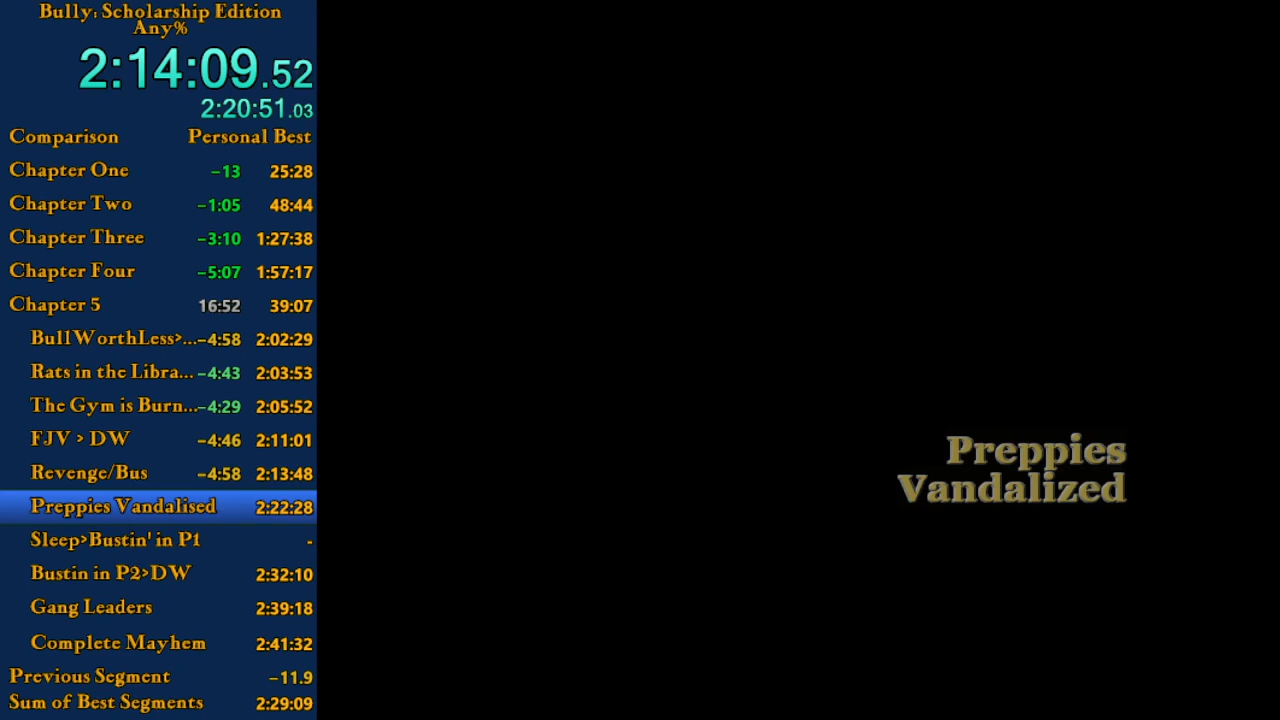 Bully: Scholarship Edition
Any%
2:14:09.52
2:20:51.03
Comparison Personal Best
Chapter One -13 25:28
Chapter Two -1:05 48:44
Chapter Three -3:10 1:27:38
Chapter Four -5:07 1:57:17
Chapter 5 16:52 39:07
BullWorthLess>... -4:58 2:02:29
Rats in the Libra... -4:43 2:03:53
The Gym is Burn... -4:29 2:05:52
FJV > DW -4:46 2:11:01
Revenge/Bus -4:58 2:13:48
Preppies Vandalised 2:22:28
Sleep>Bustin' in P1 -
Bustin in P2>DW 2:32:10
Gang Leaders 2:39:18
Complete Mayhem 2:41:32
Previous Segment -11.9
Sum of Best Segments 2:29:09
Preppies
Vandalized